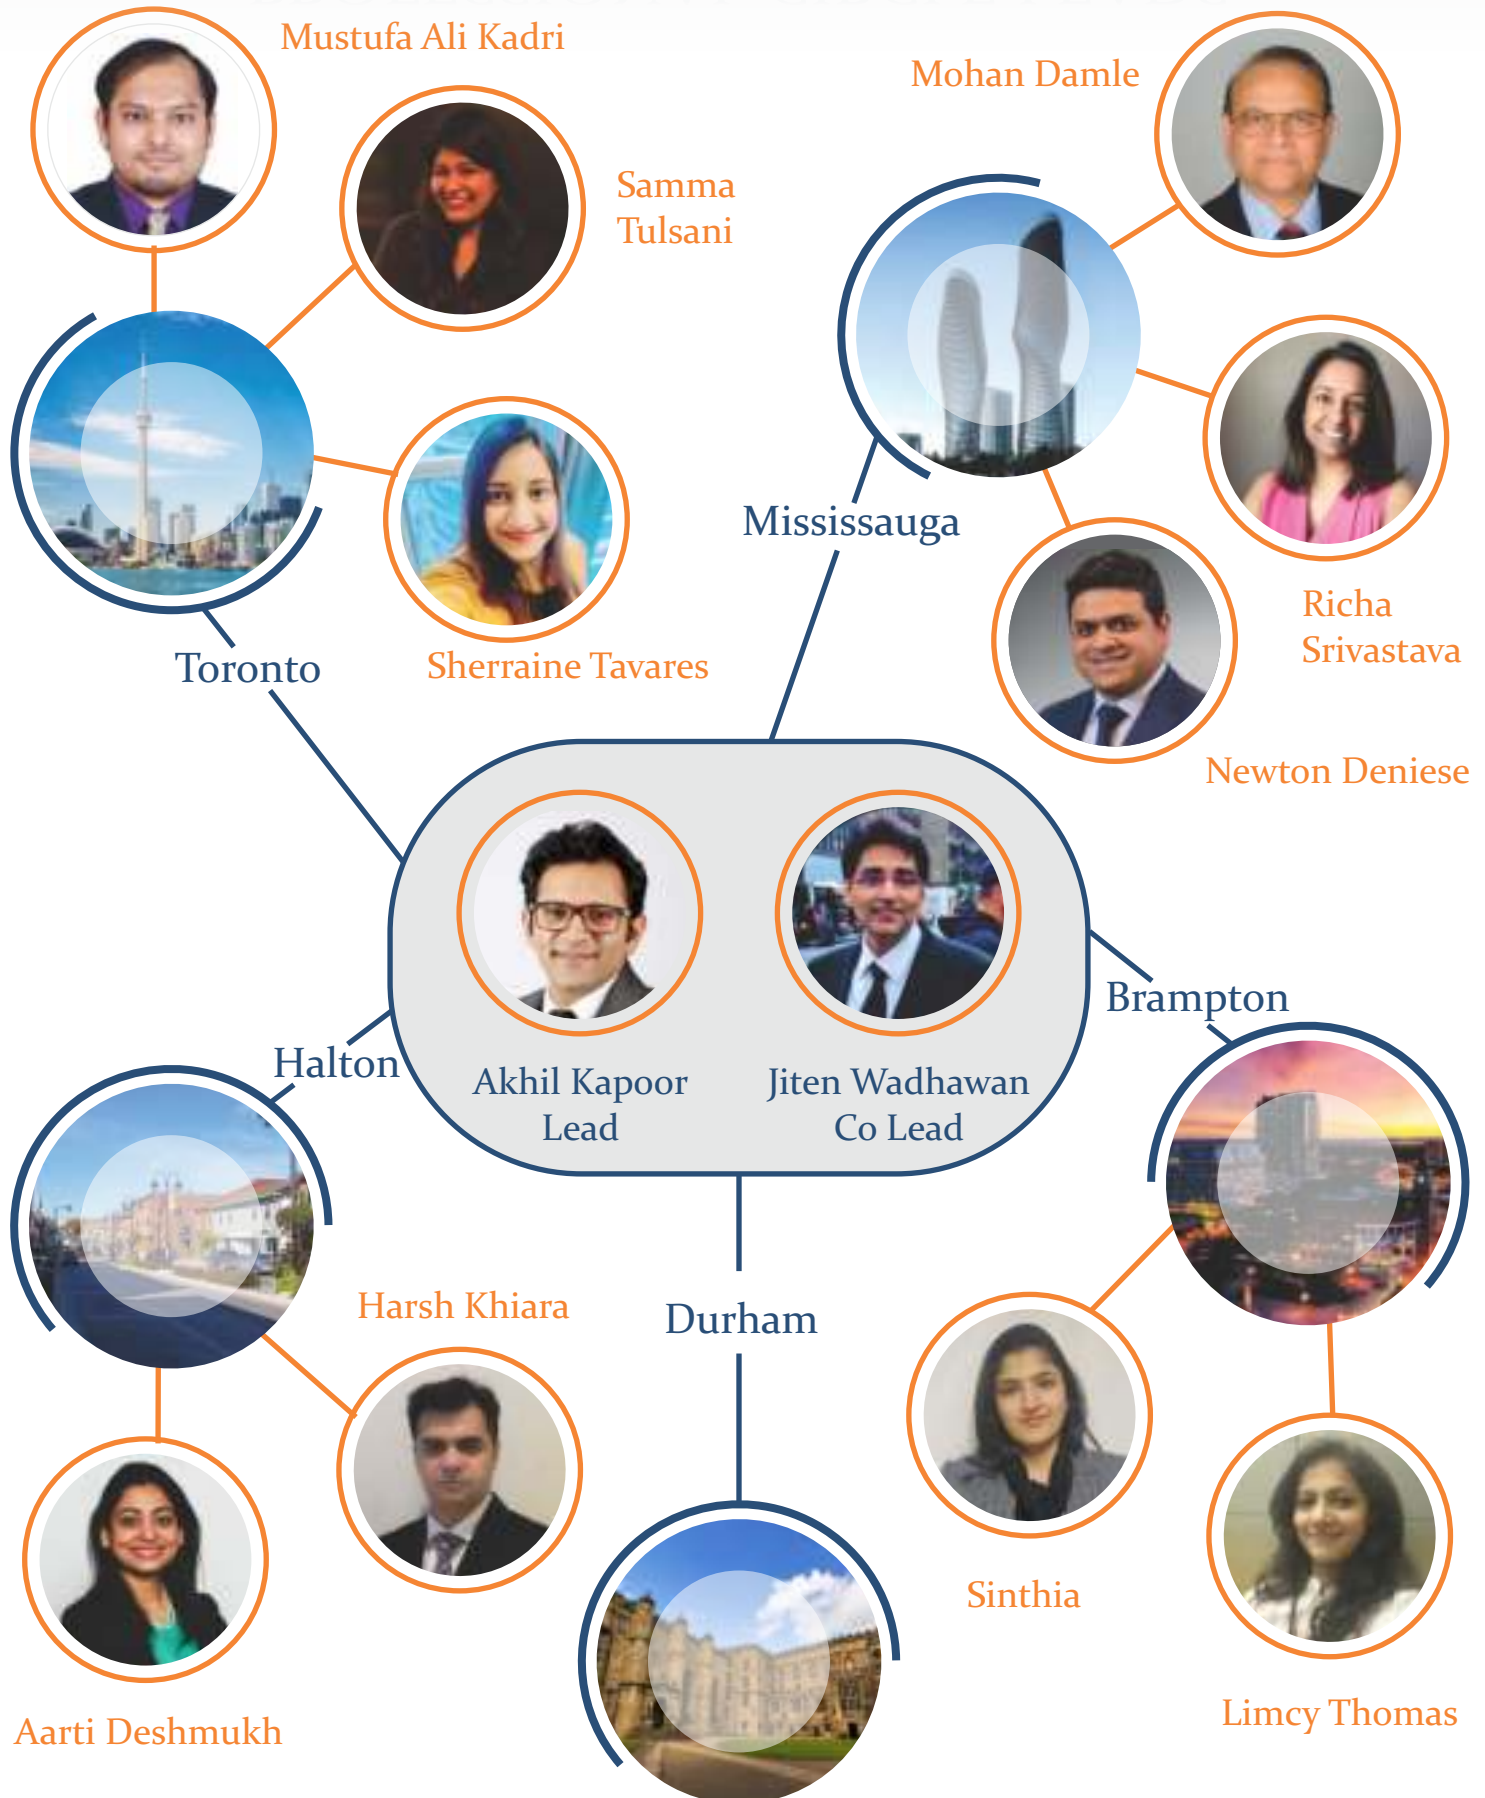 Mustufa Ali Kadri
Mohan Damle
Samma
Tulsani
Mississauga
Richa
Srivastava
Toronto
Sherraine Tavares
Newton Deniese
Brampton
Halton
Akhil Kapoor
Lead
Jiten Wadhawan
Co Lead
Harsh Khiara
Durham
Sinthia
Aarti Deshmukh
Limcy Thomas